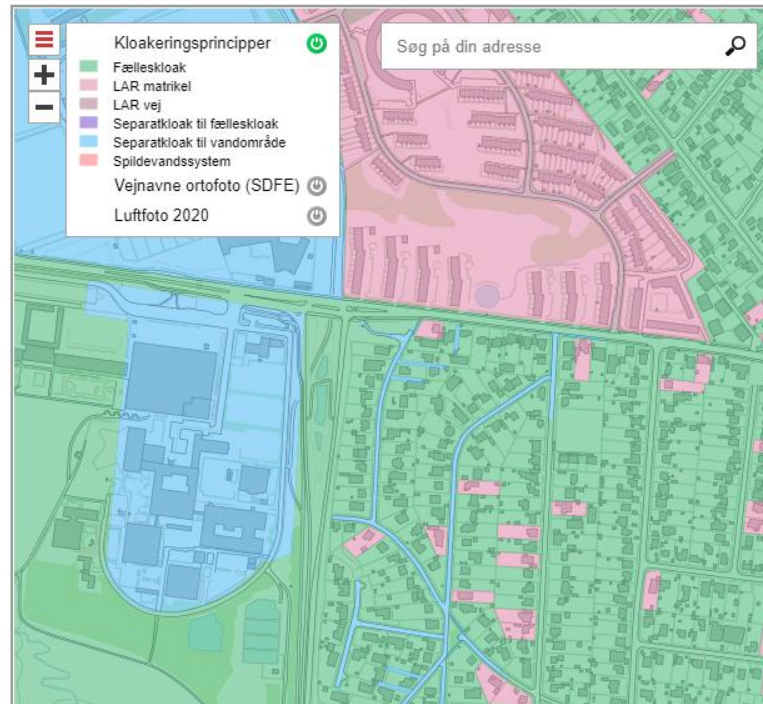 Kloakeringsprincipper
Fælleskloak
LAR matrikel
LAR vej
Separatkloak til fælleskloak
Separatkloak til vandområde
Spildevandssystem
Vejnavne ortofoto (SDFE)
Luftfoto 2020
Søg på din adresse